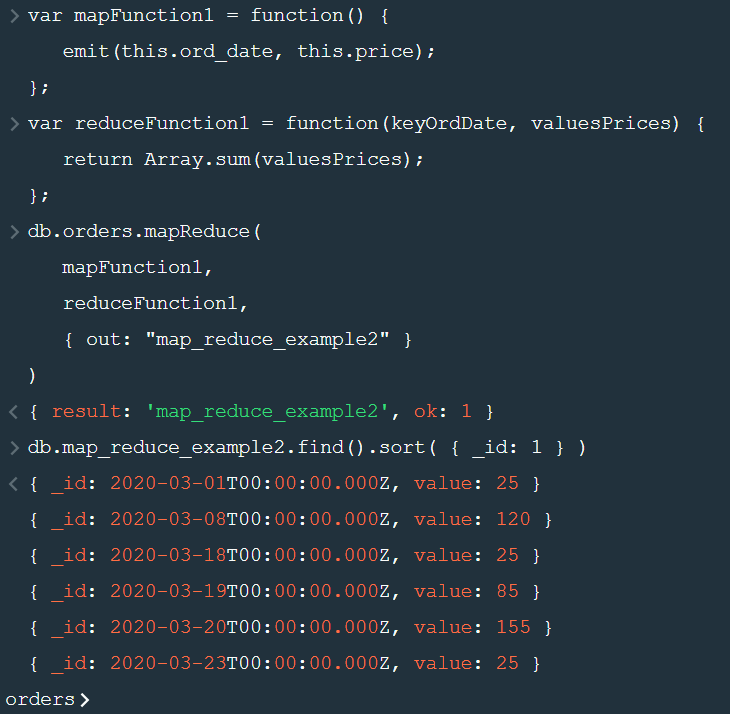 > var mapFunction1 = function() {
emit(this.ord_date, this.price);
};
> var reduceFunction1 = function(keyOrdDate, valuesPrices) {
return Array.sum(valuesPrices);
};
> db.orders.mapReduce(
mapFunction1,
reduceFunction1,
{ out: "map_reduce_example2" }
)
< { result: 'map_reduce_example2', ok: 1 }
> db.map_reduce_example2.find().sort( { _id: 1 } )
< { _id: 2020-03-01T00:00:00.000Z, value: 25 }
{ _id: 2020-03-08T00:00:00.000Z, value: 120 }
{ _id: 2020-03-18T00:00:00.000Z, value: 25 }
{ _id: 2020-03-19T00:00:00.000Z, value: 85 }
{ _id: 2020-03-20T00:00:00.000Z, value: 155 }
{ _id: 2020-03-23T00:00:00.000Z, value: 25 }
orders>